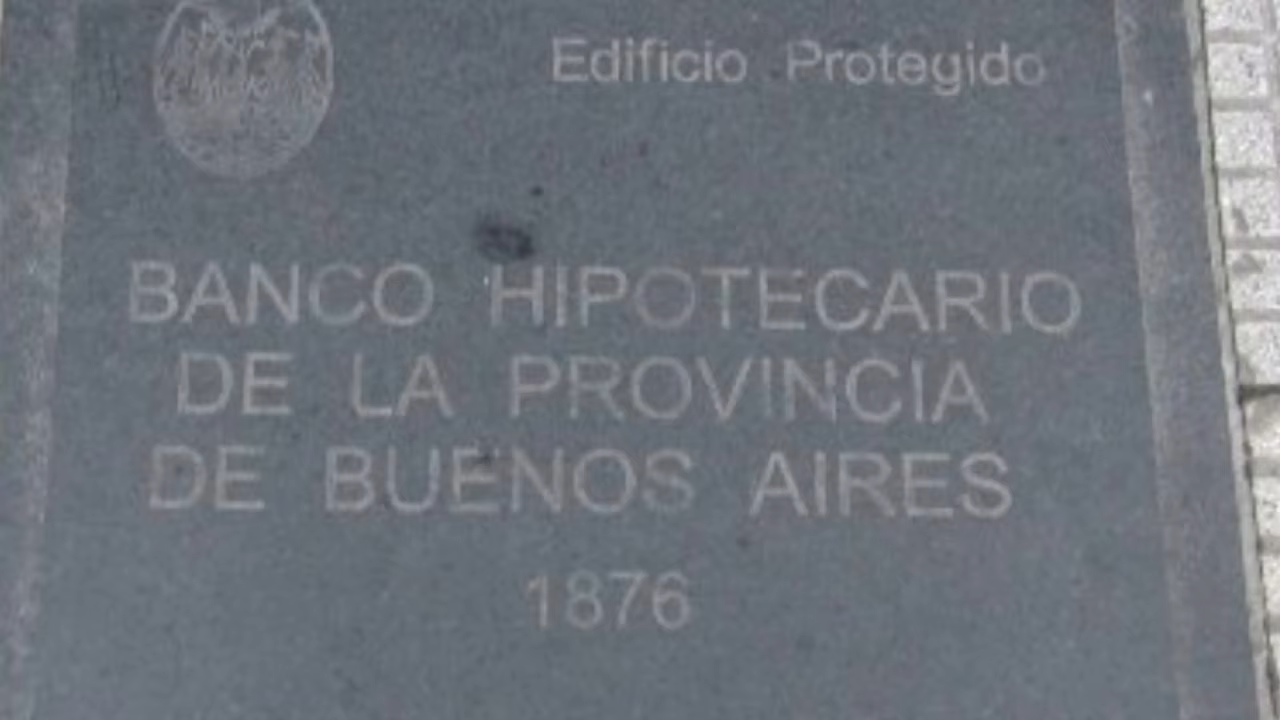 Edificio Protegido
BANCO HIPOTECARIO
DE LA PROVINCIA
DE BUENOS AIRES
1876